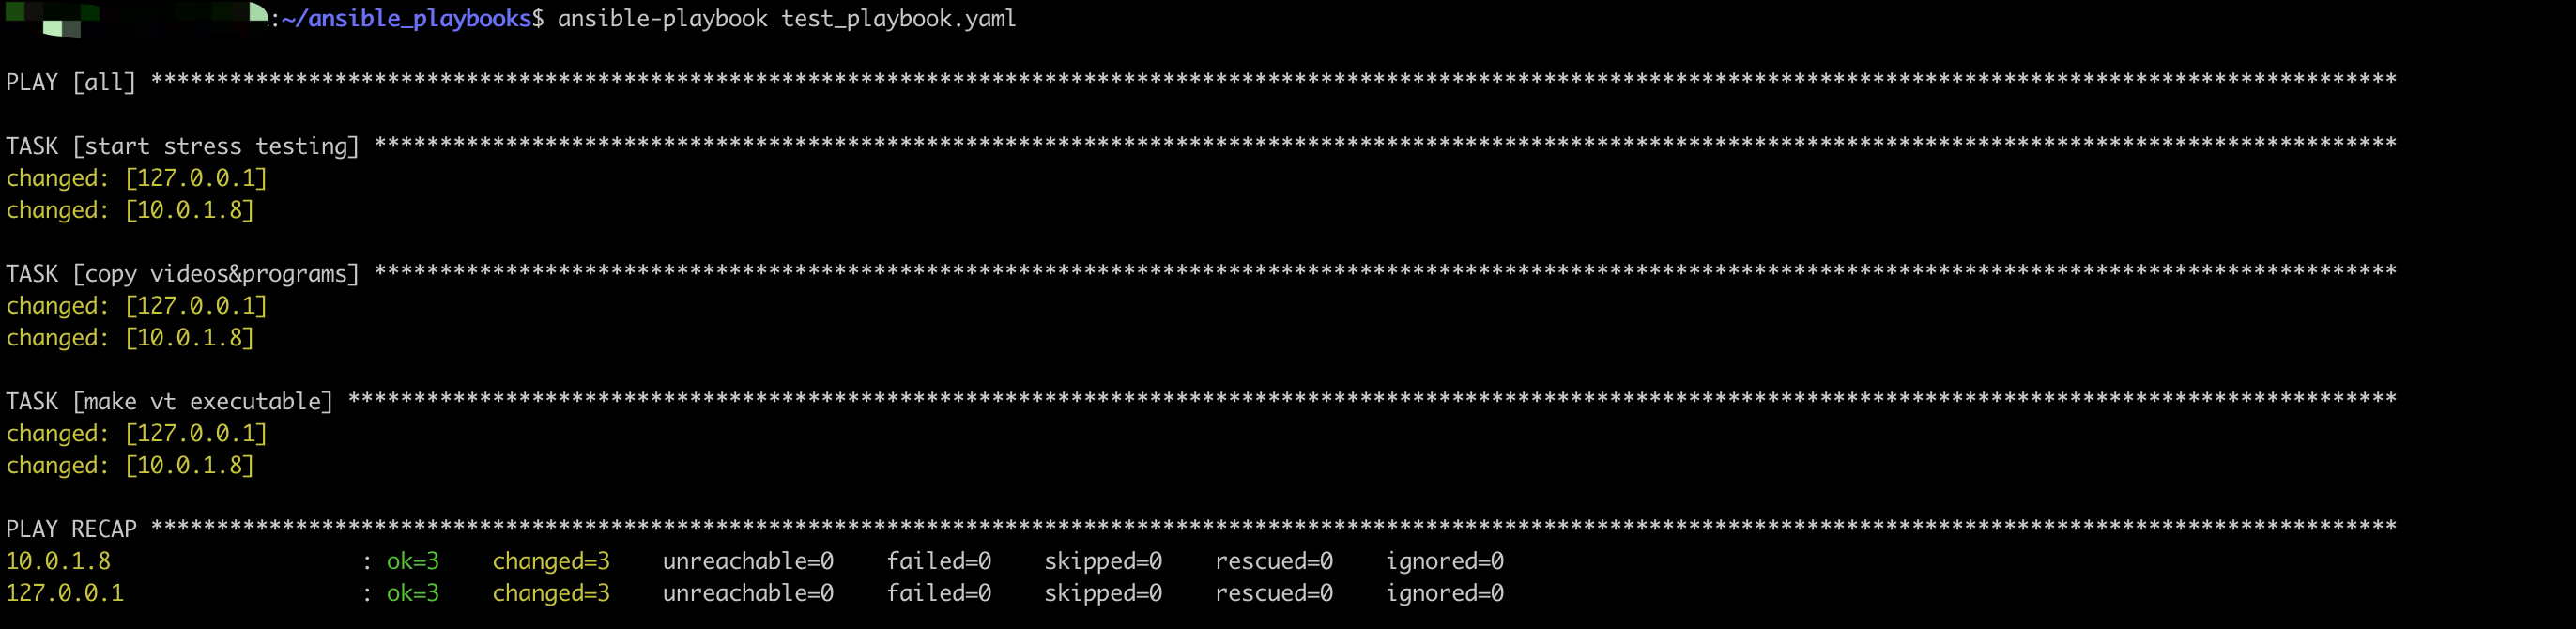 :~/ansible_playbooks$ ansible-playbook test_playbook.yaml
PLAY [all] ***************************************************************************************************************************************************************************
TASK [start stress testing] **********************************************************************************************************************************************************
changed: [127.0.0.1]
changed: [10.0.1.8]
TASK [copy videos&programs] **********************************************************************************************************************************************************
changed: [127.0.0.1]
changed: [10.0.1.8]
TASK [make vt executable] ************************************************************************************************************************************************************
changed: [127.0.0.1]
changed: [10.0.1.8]
PLAY RECAP ***************************************************************************************************************************************************************************
10.0.1.8                   : ok=3    changed=3    unreachable=0    failed=0    skipped=0    rescued=0    ignored=0
127.0.0.1                  : ok=3    changed=3    unreachable=0    failed=0    skipped=0    rescued=0    ignored=0